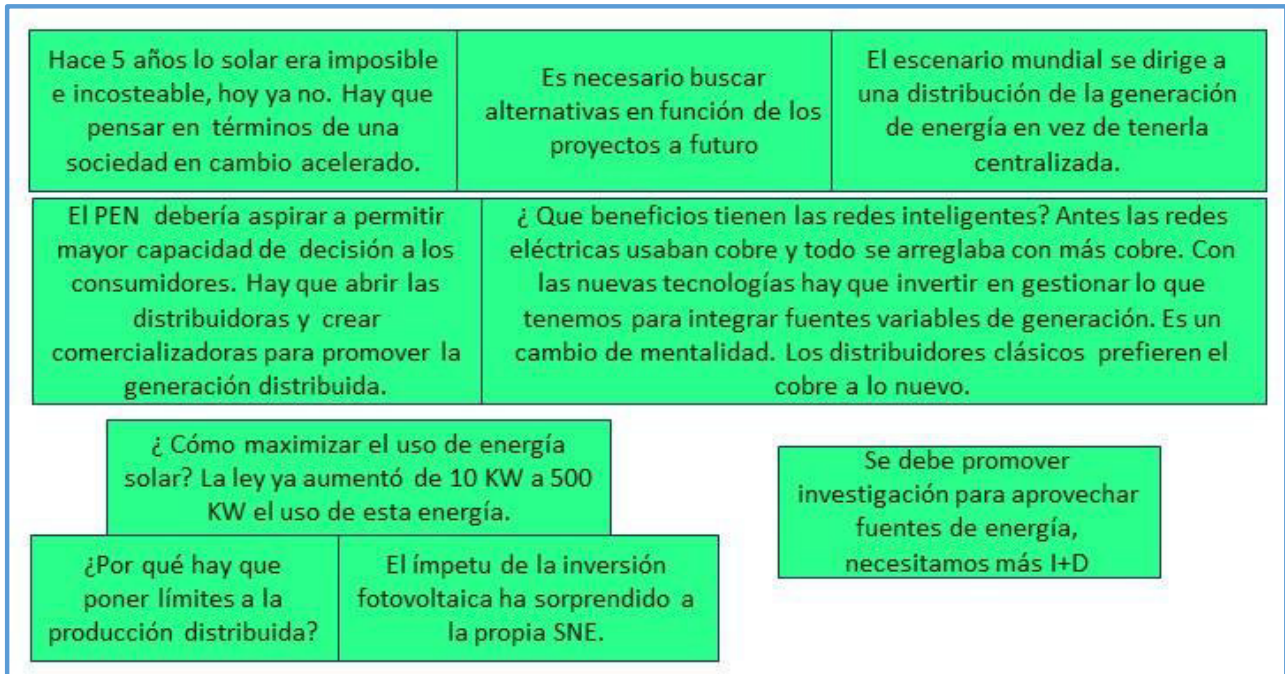 Hace 5 años lo solar era imposible
e incosteable, hoy ya no. Hay que
pensar en términos de una
sociedad en cambio acelerado.
Es necesario buscar
alternativas en función de los
proyectos a futuro
El escenario mundial se dirige a
una distribución de la generación
de energía en vez de tenerla
centralizada.
El PEN debería aspirar a permitir
mayor capacidad de decisión a los
consumidores. Hay que abrir las
distribuidoras y crear
comercializadoras para promover la
generación distribuida.
¿ Que beneficios tienen las redes inteligentes? Antes las redes
eléctricas usaban cobre y todo se arreglaba con más cobre. Con
las nuevas tecnologías hay que invertir en gestionar lo que
tenemos para integrar fuentes variables de generación. Es un
cambio de mentalidad. Los distribuidores clásicos prefieren el
cobre a lo nuevo.
¿ Cómo maximizar el uso de energía
solar? La ley ya aumentó de 10 KW a 500
KW el uso de esta energía.
Se debe promover
investigación para aprovechar
fuentes de energía,
necesitamos más I+D
¿Por qué hay que
poner límites a la
producción distribuida?
El ímpetu de la inversión
fotovoltaica ha sorprendido a
la propia SNE.